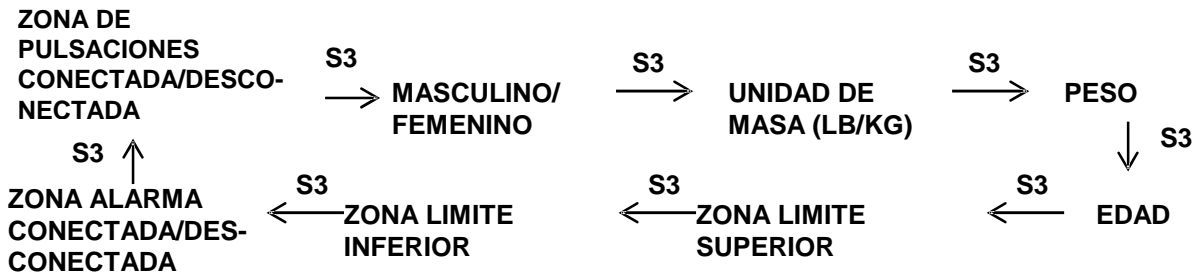 ZONA DE
PULSACIONES
CONECTADA/DESCO-
NECTADA
S3
MASCULINO/
FEMENINO
S3
UNIDAD DE
MASA (LB/KG)
S3
PESO
S3
EDAD
S3
ZONA LIMITE
SUPERIOR
S3
ZONA LIMITE
INFERIOR
S3
ZONA ALARMA
CONECTADA/DES-
CONECTADA
S3